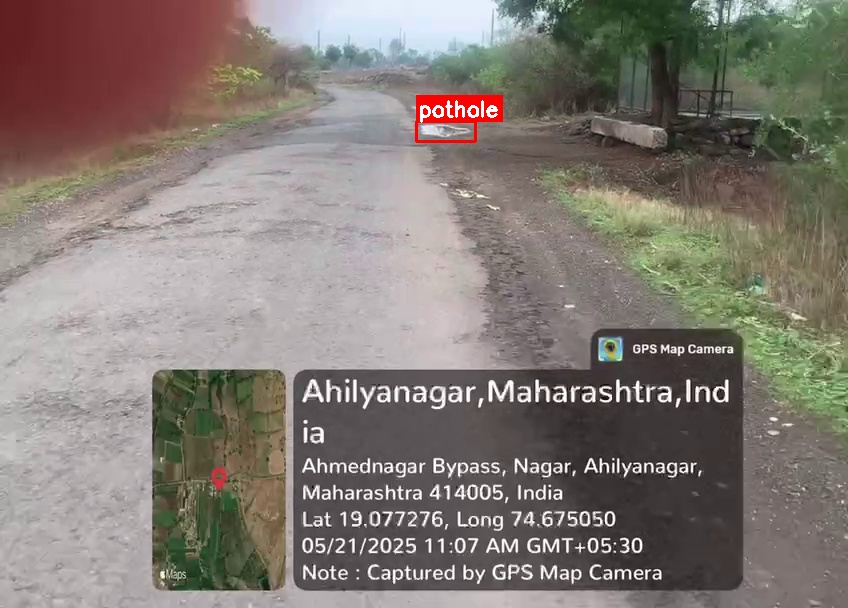 pothole
GPS Map Camera
Ahilyanagar,Maharashtra,Ind
ia
Ahmednagar Bypass, Nagar, Ahilyanagar,
Maharashtra 414005, India
Lat 19.077276, Long 74.675050
05/21/2025 11:07 AM GMT+05:30
Note : Captured by GPS Map Camera
Maps